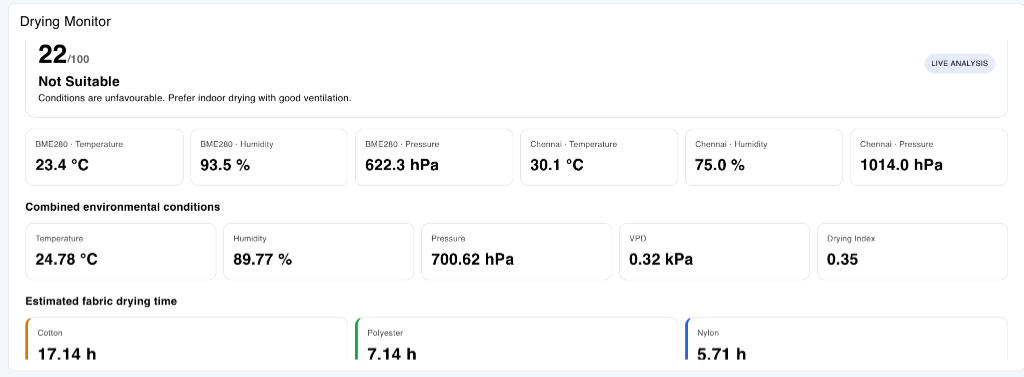 Drying Monitor
22/100
LIVE ANALYSIS
Not Suitable
Conditions are unfavourable. Prefer indoor drying with good ventilation.
BME280 · Temperature
23.4 °C
BME280 · Humidity
93.5 %
BME280 · Pressure
622.3 hPa
Chennai · Temperature
30.1 °C
Chennai · Humidity
75.0 %
Chennai · Pressure
1014.0 hPa
Combined environmental conditions
Temperature
24.78 °C
Humidity
89.77 %
Pressure
700.62 hPa
VPD
0.32 kPa
Drying Index
0.35
Estimated fabric drying time
Cotton
17.14 h
Polyester
7.14 h
Nylon
5.71 h